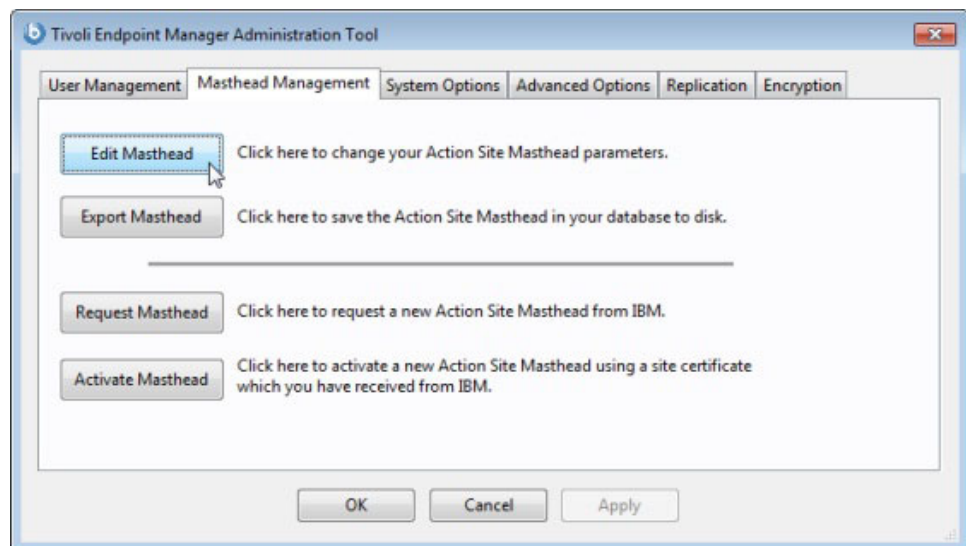 Tivoli Endpoint Manager Administration Tool
User Management Masthead Management System Options Advanced Options Replication Encryption
Edit Masthead Click here to change your Action Site Masthead parameters.
Export Masthead Click here to save the Action Site Masthead in your database to disk.
Request Masthead Click here to request a new Action Site Masthead from IBM.
Activate Masthead Click here to activate a new Action Site Masthead using a site certificate
which you have received from IBM.
OK Cancel Apply